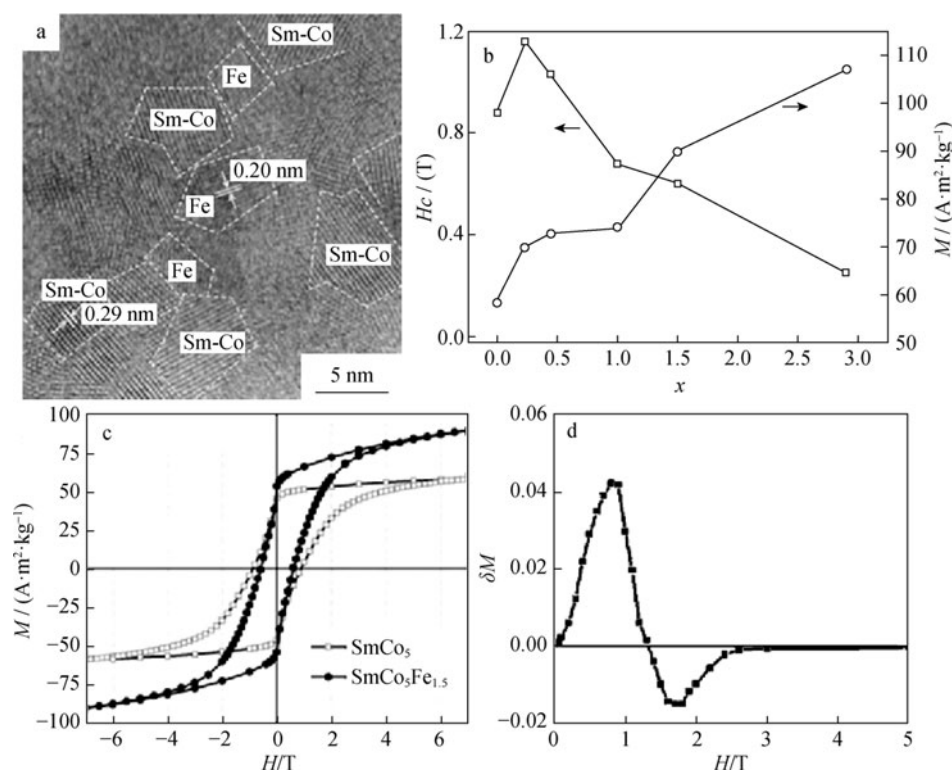 a
Sm-Co
Fe
Sm-Co
0.20 nm
Fe
Sm-Co
Fe
Sm-Co
0.29 nm
Sm-Co
5 nm
b
1.2
0.8
0.4
0.0
Hc / (T)
110
100
90
80
70
60
50
M / (A·m²·kg⁻¹)
0.0 0.5 1.0 1.5 2.0 2.5 3.0
x
c
100
75
50
25
0
−25
−50
−75
−100
M / (A·m²·kg⁻¹)
SmCo₅
SmCo₅Fe₁.₅
−6 −4 −2 0 2 4 6
H/T
d
0.06
0.04
0.02
0.00
−0.02
δM
0 1 2 3 4 5
H/T